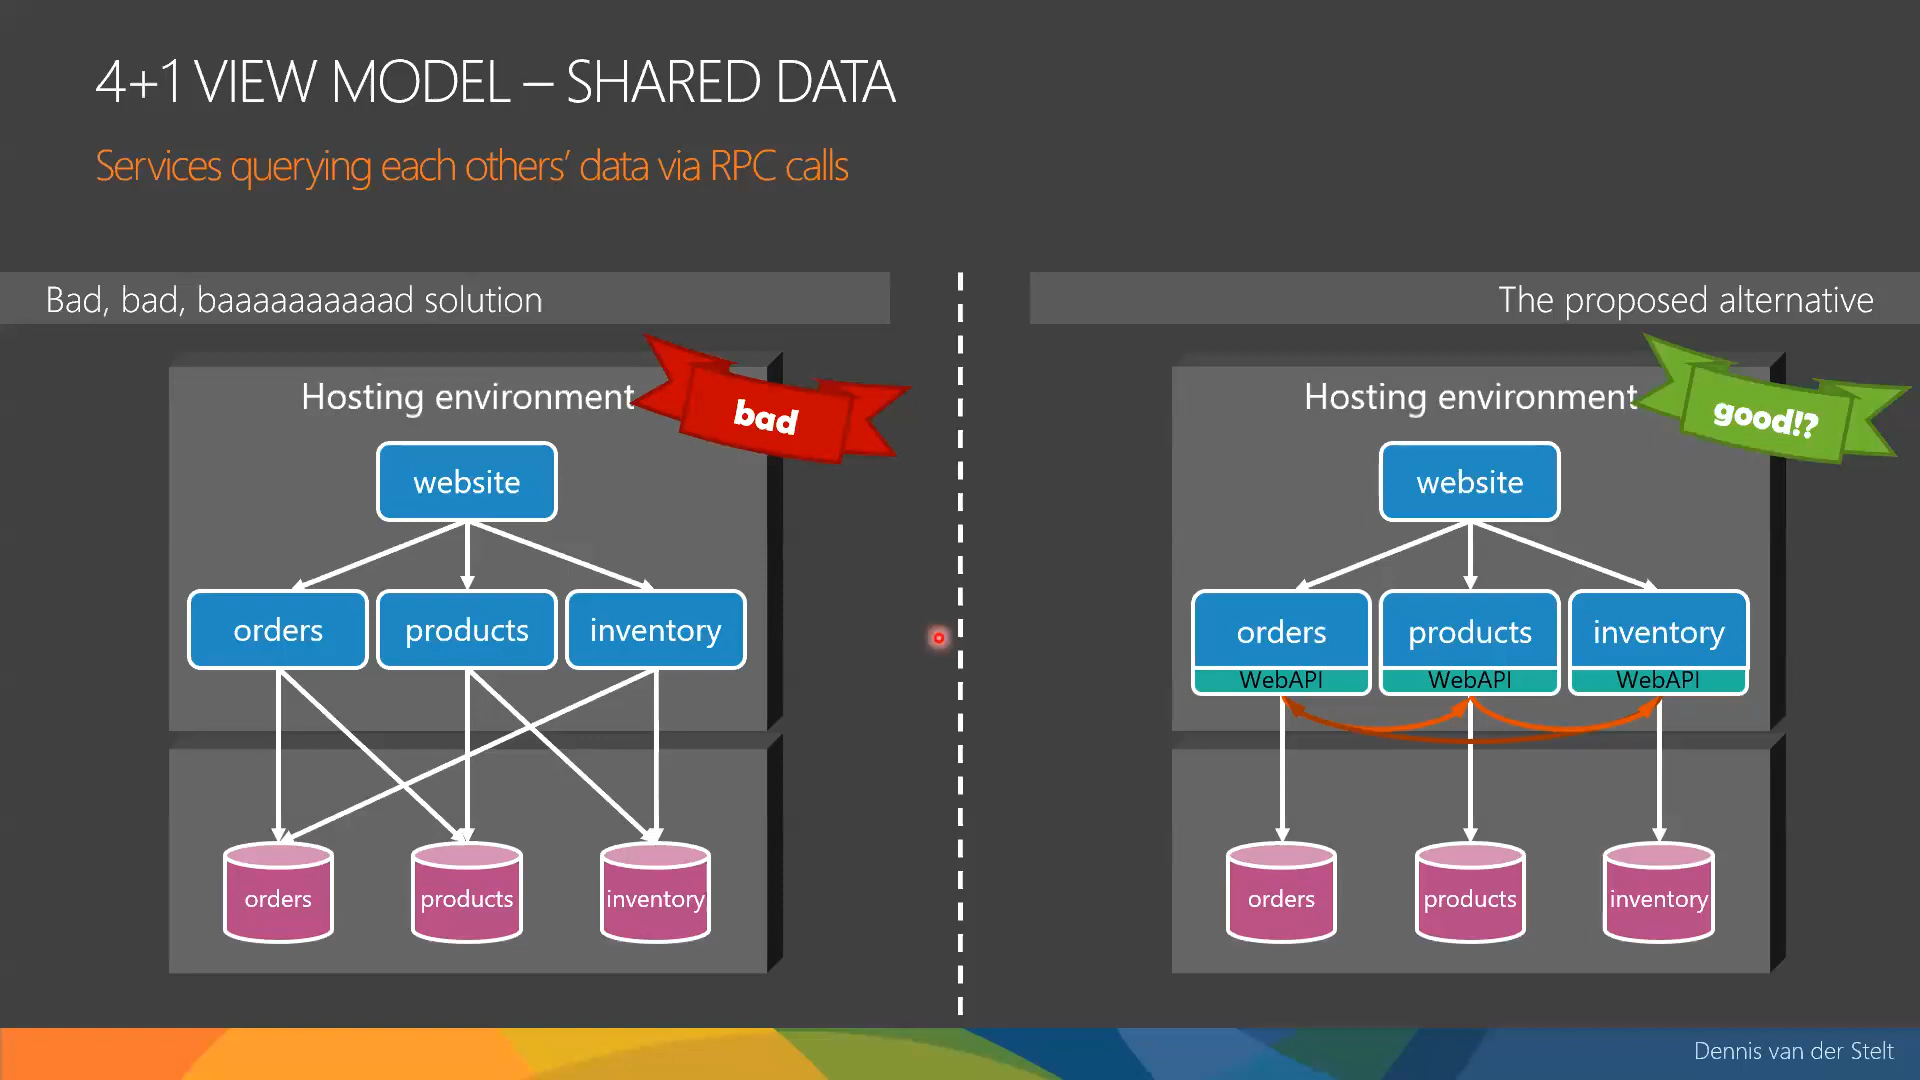 4+1 VIEW MODEL – SHARED DATA
Services querying each others’ data via RPC calls
Bad, bad, baaaaaaaaaad solution
Hosting environment
bad
website
orders
products
inventory
orders
products
inventory
The proposed alternative
Hosting environment
good!?
website
orders
products
inventory
WebAPI
WebAPI
WebAPI
orders
products
inventory
Dennis van der Stelt